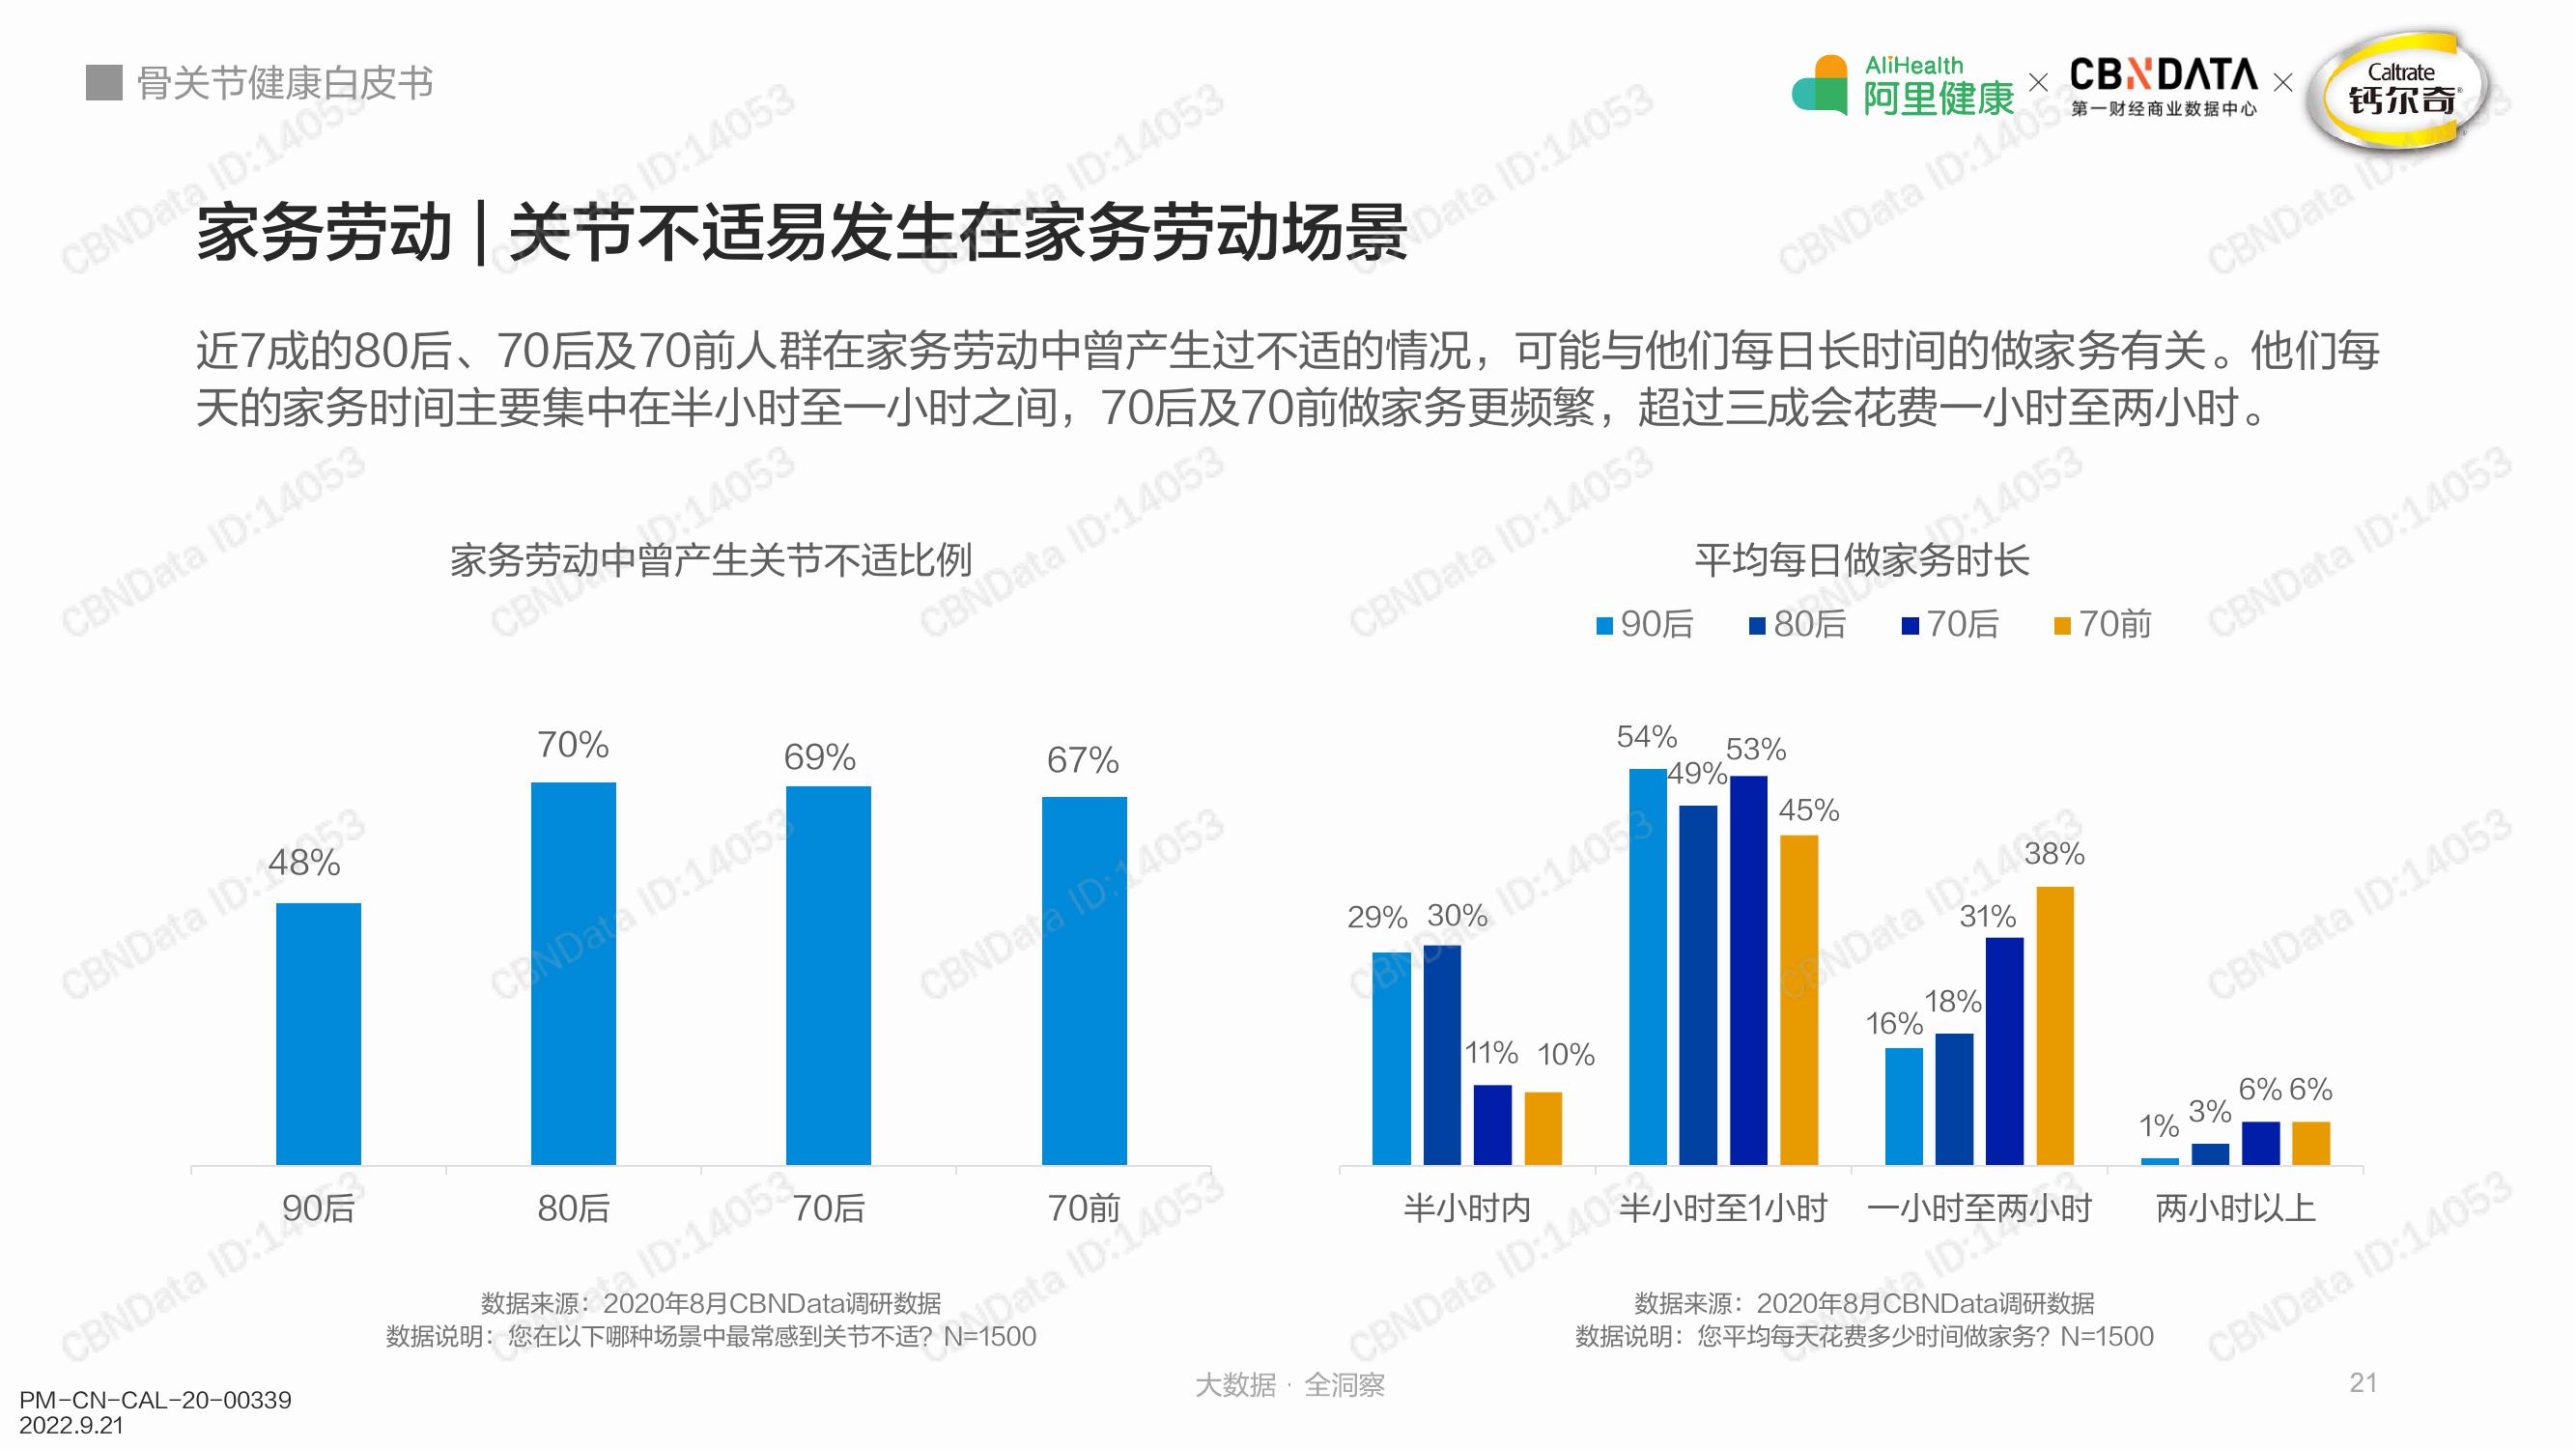 骨关节健康白皮书
AliHealth
阿里健康
×
CBNDATA
第一财经商业数据中心
×
Caltrate
钙尔奇®
家务劳动 | 关节不适易发生在家务劳动场景
近7成的80后、70后及70前人群在家务劳动中曾产生过不适的情况，可能与他们每日长时间的做家务有关。他们每
天的家务时间主要集中在半小时至一小时之间，70后及70前做家务更频繁，超过三成会花费一小时至两小时。
家务劳动中曾产生关节不适比例
48%
70%
69%
67%
90后 80后 70后 70前
数据来源：2020年8月CBNData调研数据
数据说明：您在以下哪种场景中最常感到关节不适？N=1500
平均每日做家务时长
90后 80后 70后 70前
29% 30% 11% 10%
54% 49% 53% 45%
16% 18% 31% 38%
1% 3% 6% 6%
半小时内 半小时至1小时 一小时至两小时 两小时以上
数据来源：2020年8月CBNData调研数据
数据说明：您平均每天花费多少时间做家务？N=1500
大数据 · 全洞察
21
PM-CN-CAL-20-00339
2022.9.21
CBNData ID:14053